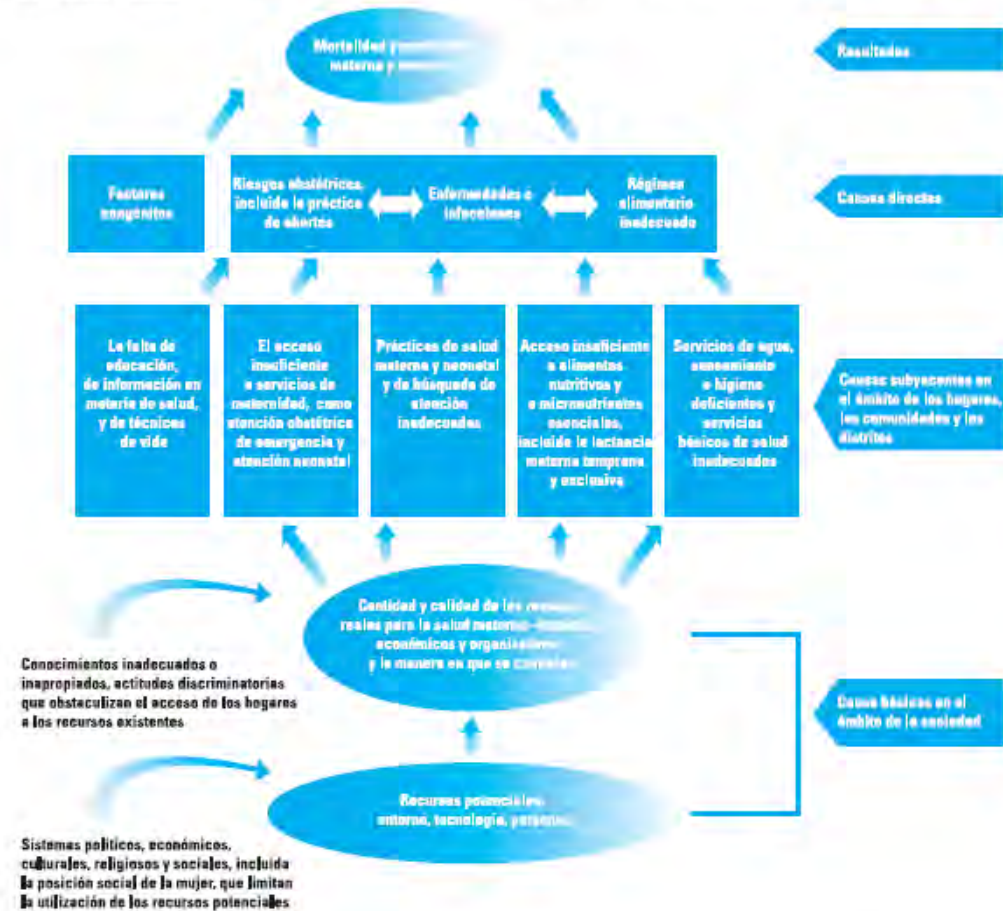 Mortalidad y
materna y
Resultados
Factores
congénitos
Riesgos obstétricos,
incluida la práctica
de abortos
Enfermedades e
infecciones
Régimen
alimentario
inadecuado
Causas directas
La falta de
educación,
de información en
materia de salud,
y de técnicas
de vida
El acceso
insuficiente
a servicios de
maternidad, como
atención obstétrica
de emergencia y
atención neonatal
Prácticas de salud
materna y neonatal
y de búsqueda de
atención
inadecuadas
Acceso insuficiente
a alimentos
nutritivos y
a micronutrientes
esenciales,
incluida la lactancia
materna temprana
y exclusiva
Servicios de agua,
saneamiento
e higiene
deficientes y
servicios
básicos de salud
inadecuados
Causas subyacentes en
el ámbito de los hogares,
las comunidades y los
distritos
Cantidad y calidad de los
reales para la salud materna
económicos y
y la manera en que se
Conocimientos inadecuados o
inapropiados, actitudes discriminatorias
que obstaculizan el acceso de los hogares
a los recursos existentes
Causa básicas en el
ámbito de la sociedad
Recursos potenciales:
entorno, tecnología,
Sistemas políticos, económicos,
culturales, religiosos y sociales, incluida
la posición social de la mujer, que limitan
la utilización de los recursos potenciales